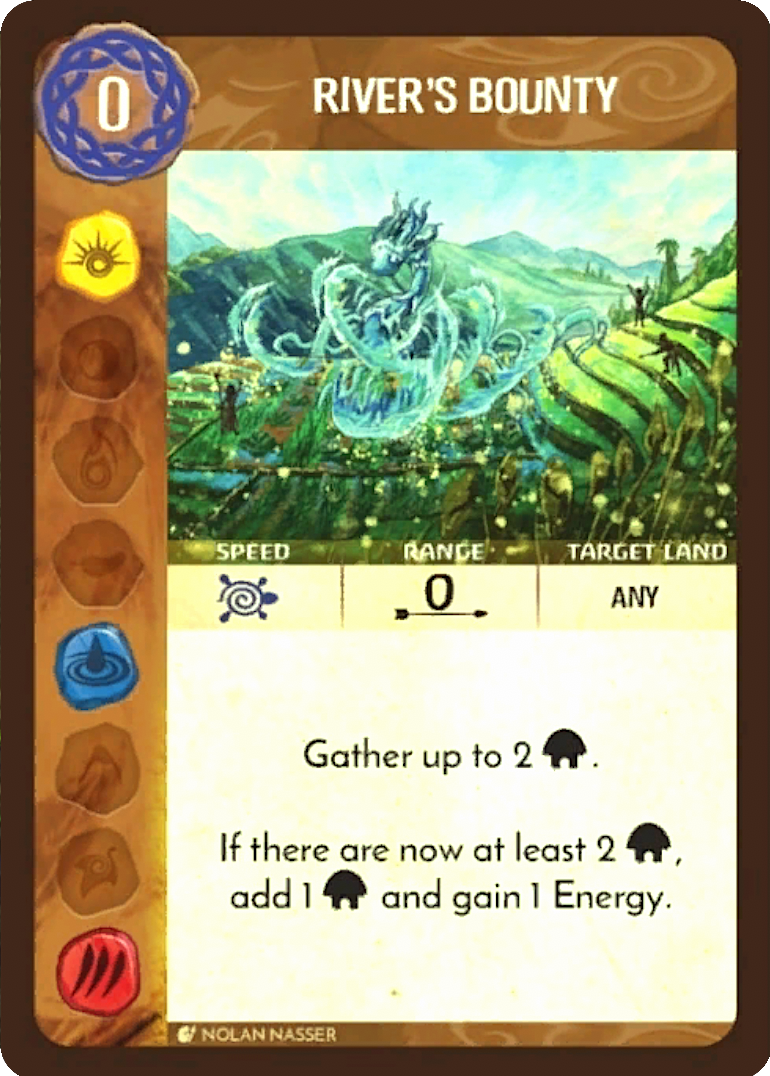 0
RIVER'S BOUNTY
SPEED RANGE TARGET LAND
0 ANY
Gather up to 2 .
If there are now at least 2 ,
add 1 and gain 1 Energy.
NOLAN NASSER